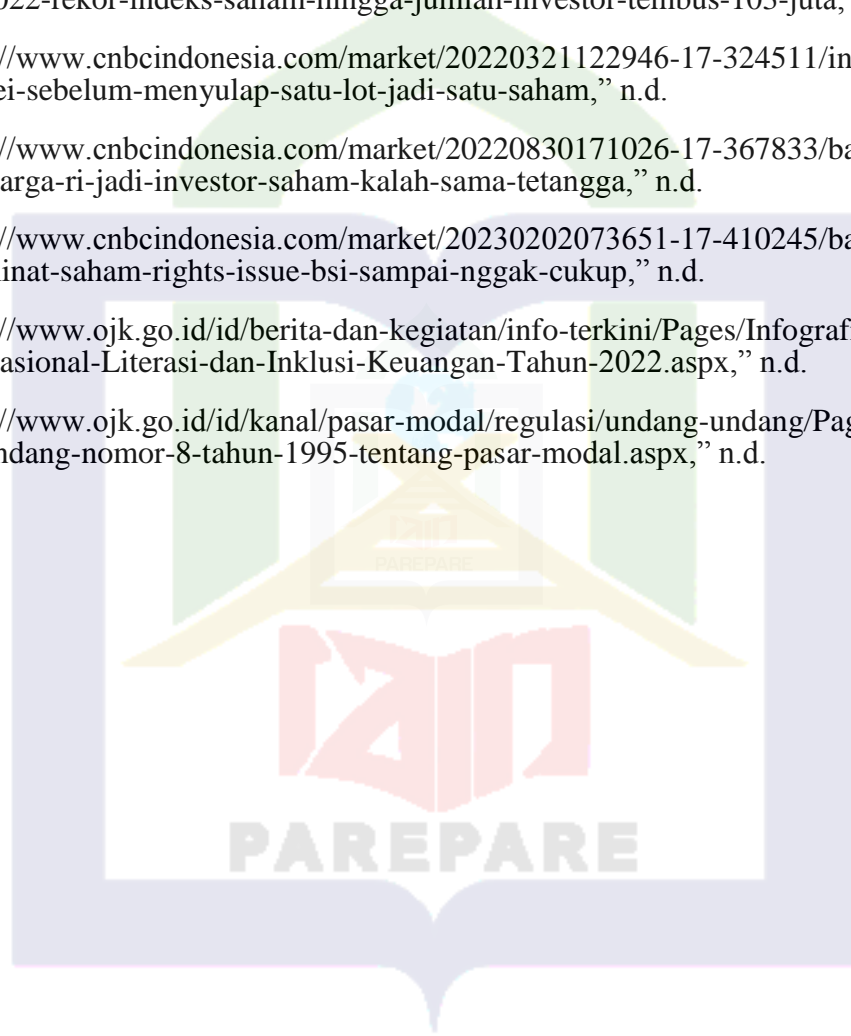 022-rekor-indeks-saham-hingga-jumlah-investor-tembus-103-juta,
//www.cnbcindonesia.com/market/20220321122946-17-324511/in
ei-sebelum-menyulap-satu-lot-jadi-satu-saham,” n.d.
//www.cnbcindonesia.com/market/20220830171026-17-367833/ba
arga-ri-jadi-investor-saham-kalah-sama-tetangga,” n.d.
//www.cnbcindonesia.com/market/20230202073651-17-410245/ba
inat-saham-rights-issue-bsi-sampai-nggak-cukup,” n.d.
//www.ojk.go.id/id/berita-dan-kegiatan/info-terkini/Pages/Infografi
asional-Literasi-dan-Inklusi-Keuangan-Tahun-2022.aspx,” n.d.
//www.ojk.go.id/id/kanal/pasar-modal/regulasi/undang-undang/Pag
ndang-nomor-8-tahun-1995-tentang-pasar-modal.aspx,” n.d.
IAIN
PAREPARE
IAIN
PAREPARE